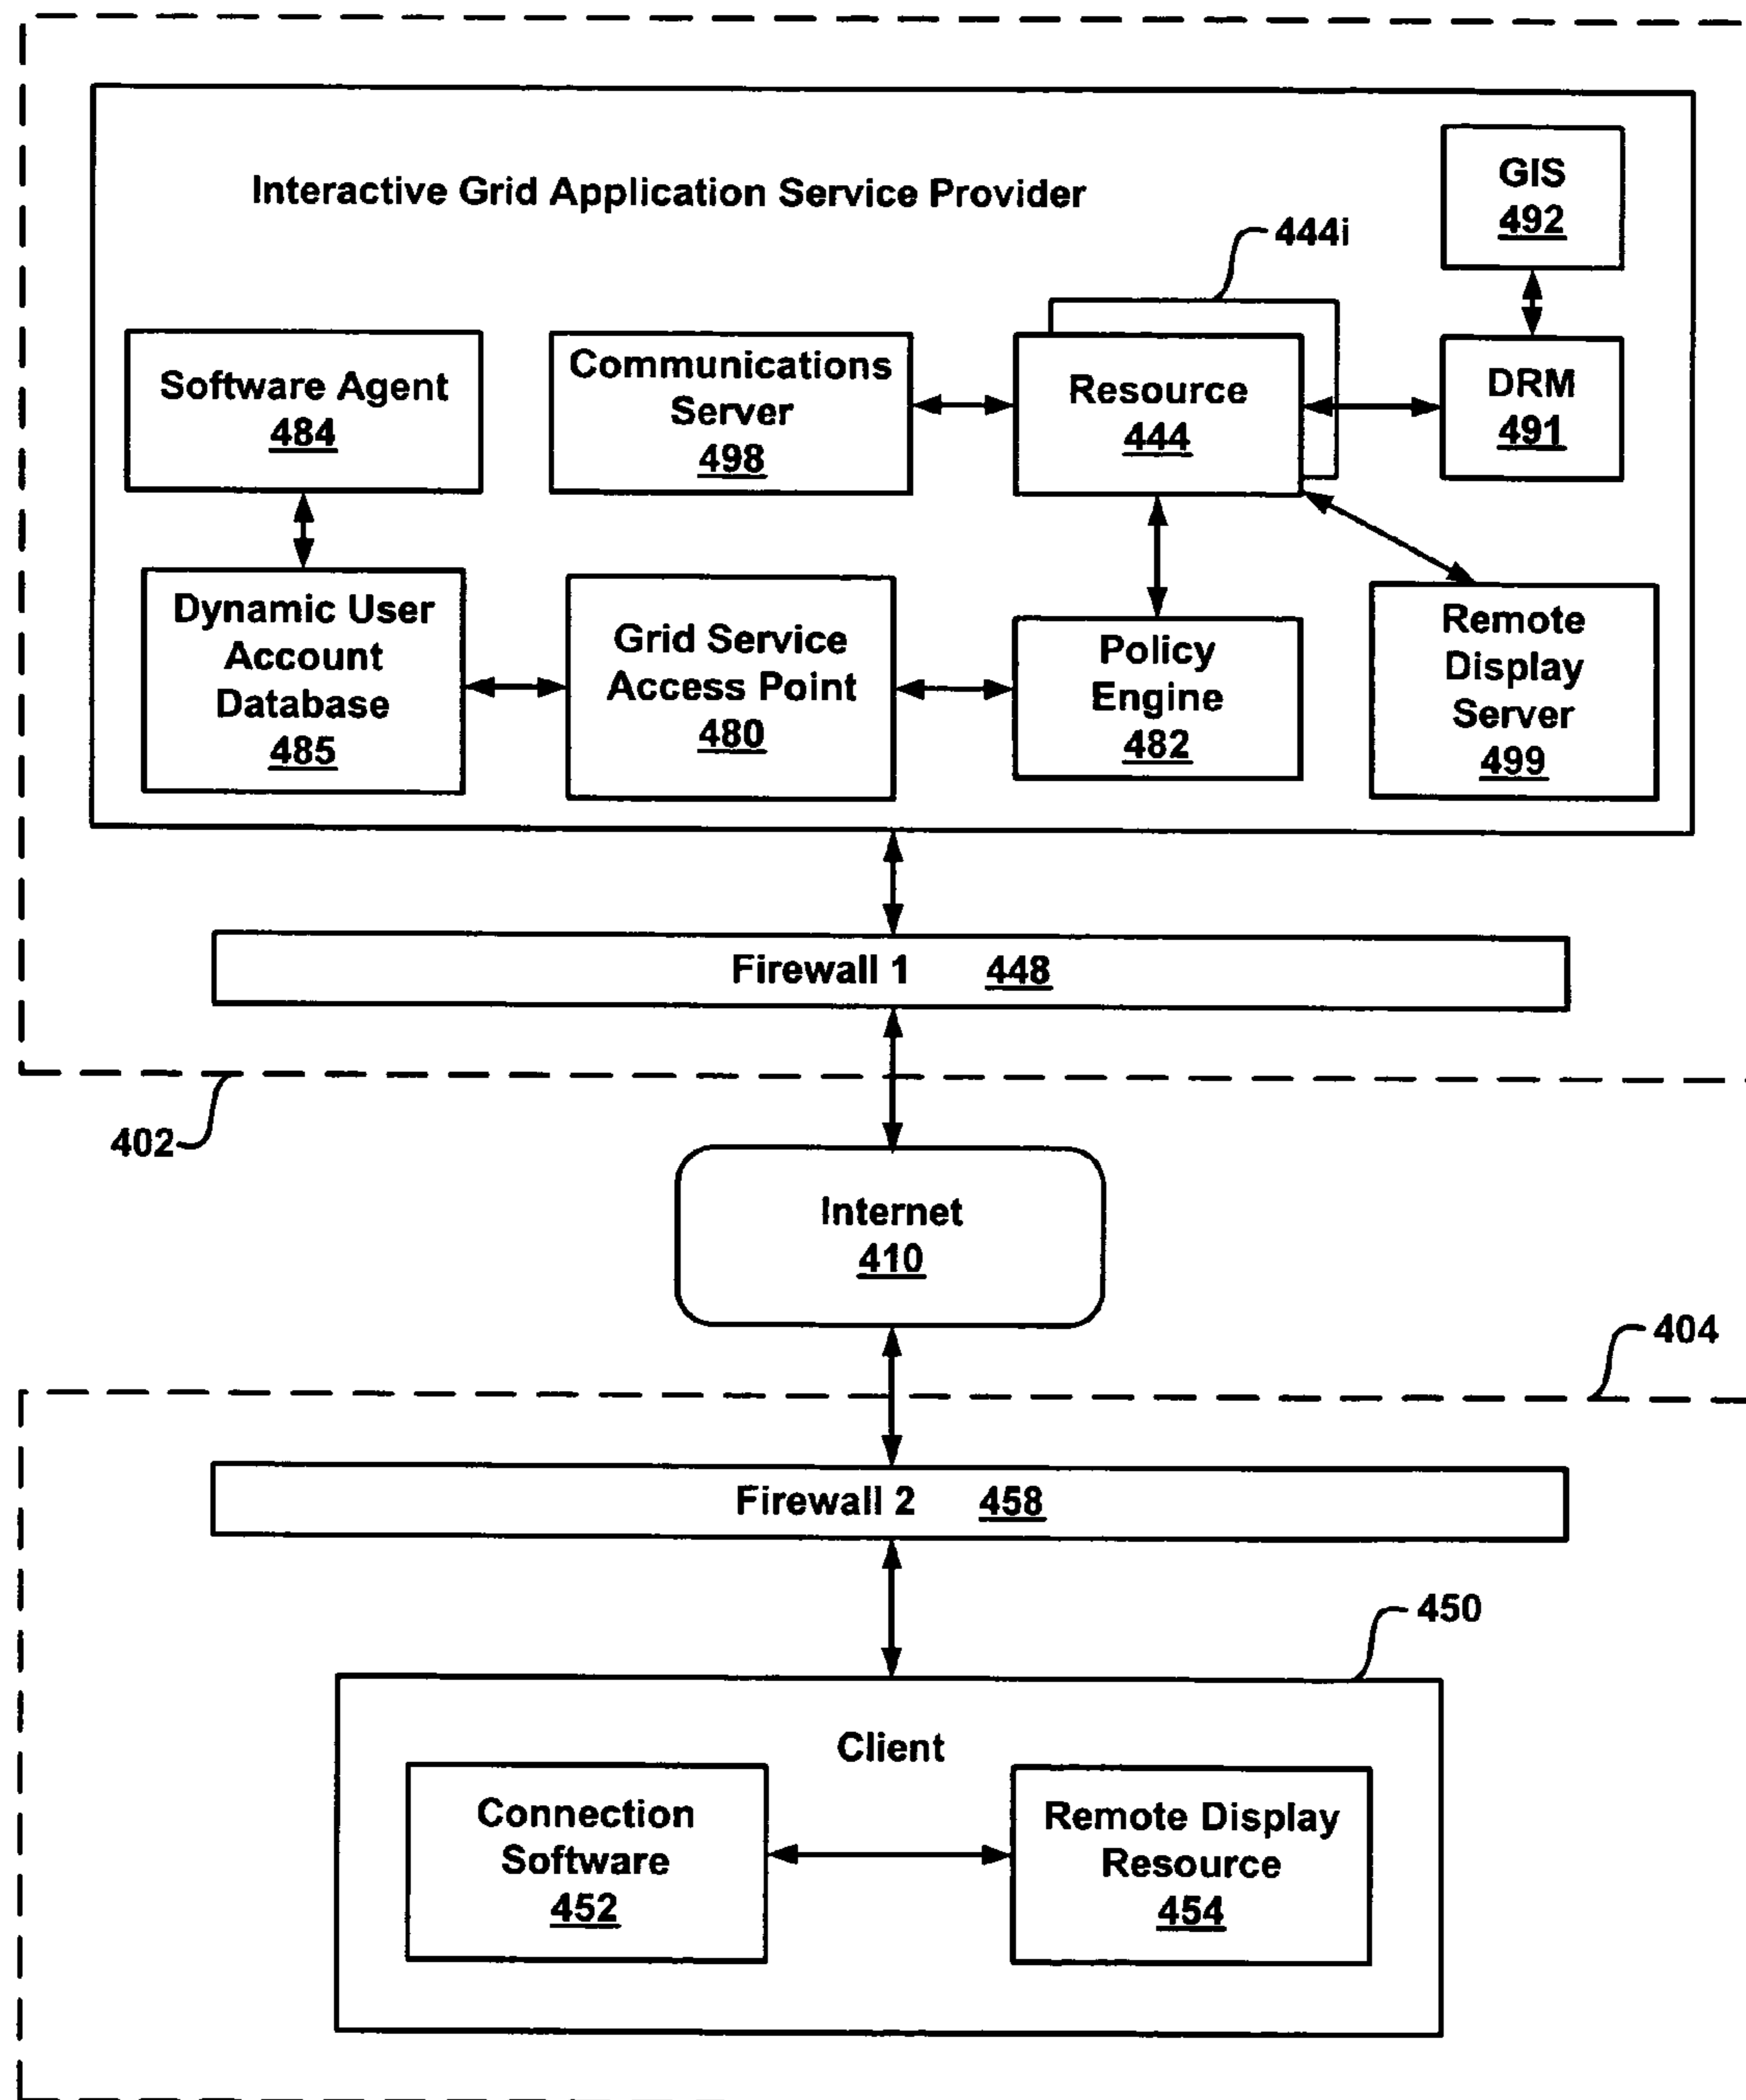 Interactive Grid Application Service Provider
GIS
492
444i
Software Agent
484
Communications
Server
498
Resource
444
DRM
491
Dynamic User
Account
Database
485
Grid Service
Access Point
480
Policy
Engine
482
Remote
Display
Server
499
Firewall 1 448
402
Internet
410
404
Firewall 2 458
450
Client
Connection
Software
452
Remote Display
Resource
454